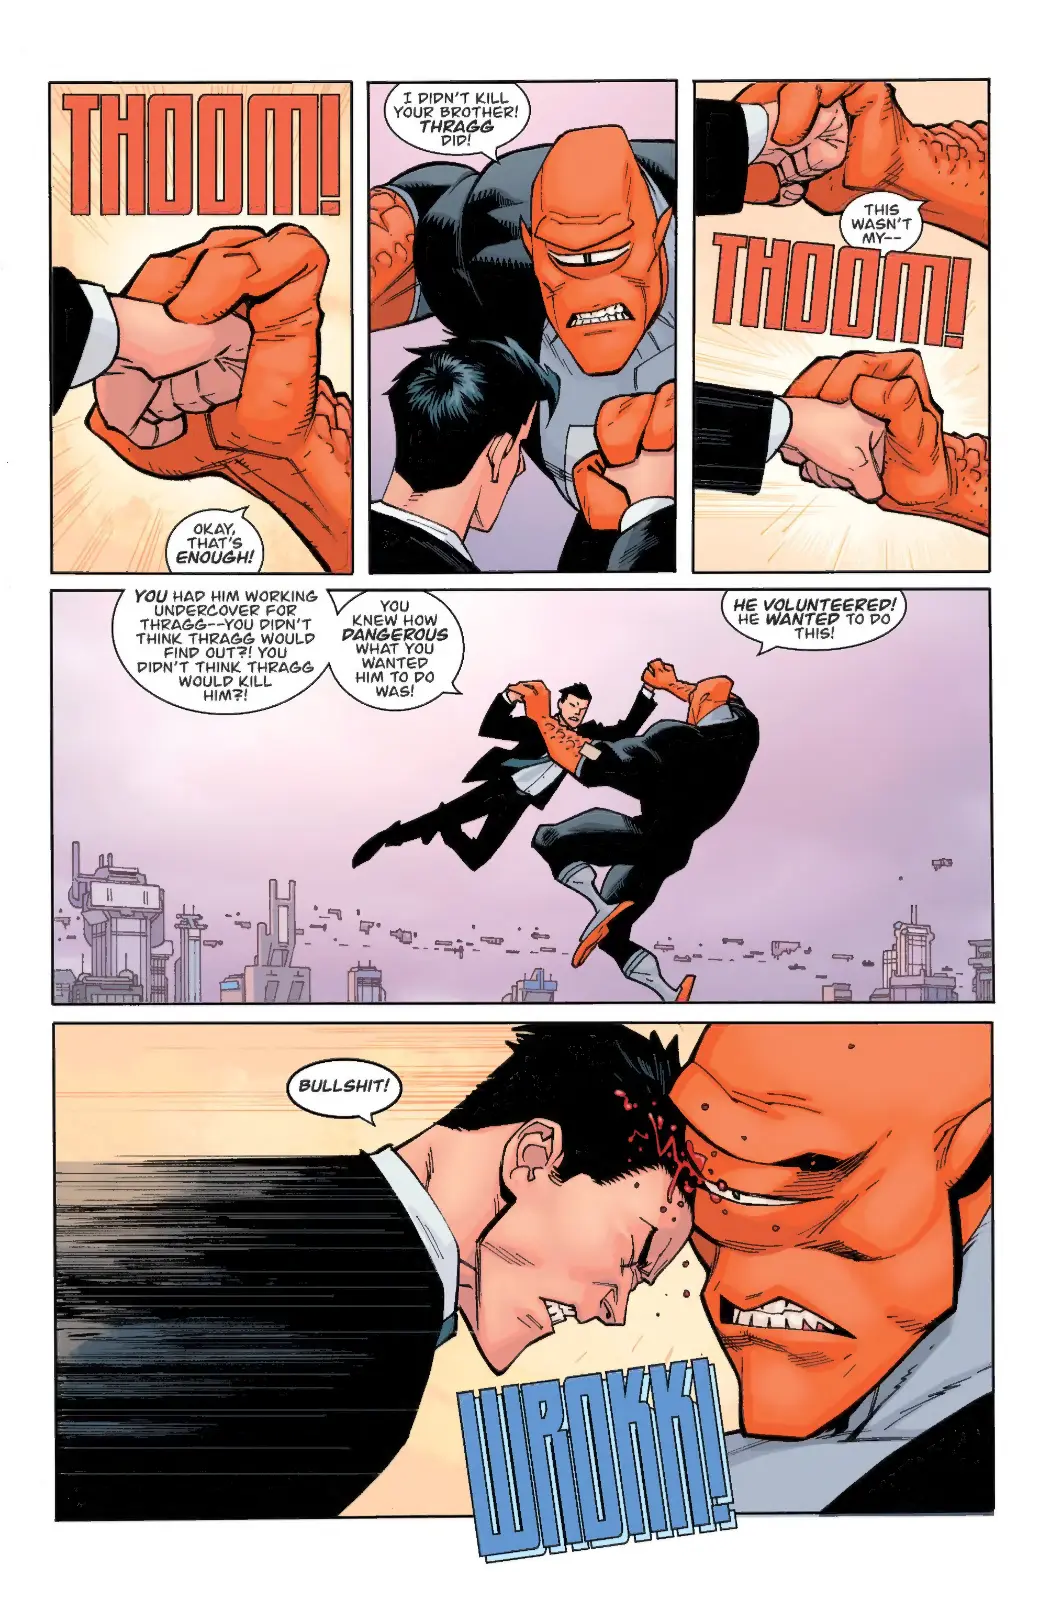 THOOM!
OKAY,
THAT'S
ENOUGH!
I DIDN'T KILL
YOUR BROTHER!
THRAGG
DID!
THIS
WASN'T
MY--
THOOM!
YOU HAD HIM WORKING
UNDERCOVER FOR
THRAGG--YOU DIDN'T
THINK THRAGG WOULD
FIND OUT?! YOU
DIDN'T THINK THRAGG
WOULD KILL
HIM?!
YOU
KNEW HOW
DANGEROUS
WHAT YOU
WANTED
HIM TO DO
WAS!
HE VOLUNTEERED!
HE WANTED TO DO
THIS!
BULLSHIT!
WROKK!